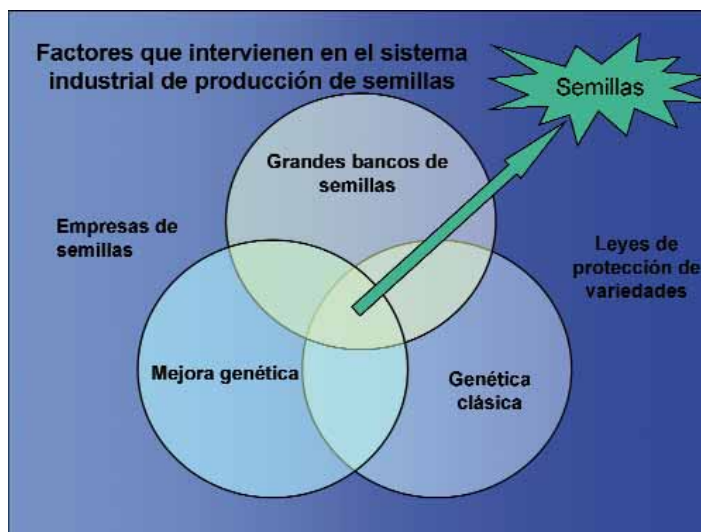 Factores que intervienen en el sistema
industrial de producción de semillas
Semillas
Grandes bancos de
semillas
Empresas de
semillas
Leyes de
protección de
variedades
Mejora genética
Genética
clásica